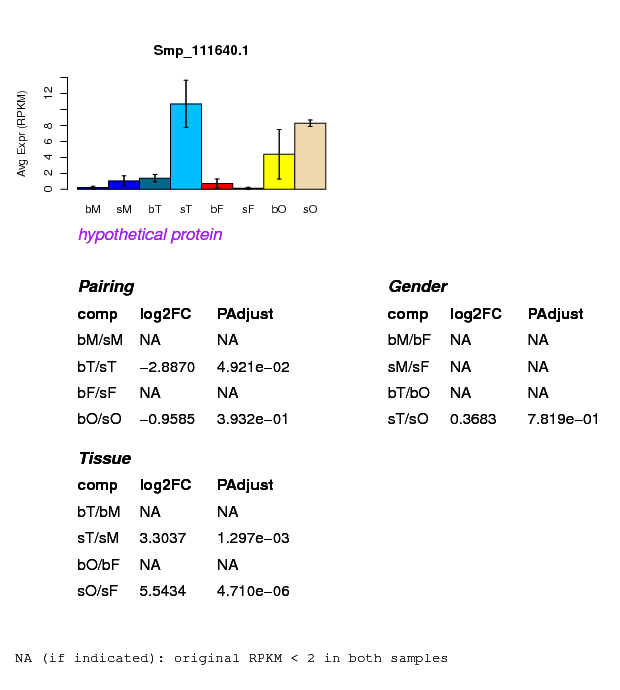 Smp_111640.1
Avg Expr (RPKM)
12
8
6
4
2
0
bM sM bT sT bF sF bO sO
hypothetical protein
Pairing
comp log2FC PAdjust
bM/sM NA NA
bT/sT −2.8870 4.921e−02
bF/sF NA NA
bO/sO −0.9585 3.932e−01
Gender
comp log2FC PAdjust
bM/bF NA NA
sM/sF NA NA
bT/bO NA NA
sT/sO 0.3683 7.819e−01
Tissue
comp log2FC PAdjust
bT/bM NA NA
sT/sM 3.3037 1.297e−03
bO/bF NA NA
sO/sF 5.5434 4.710e−06
NA (if indicated): original RPKM < 2 in both samples